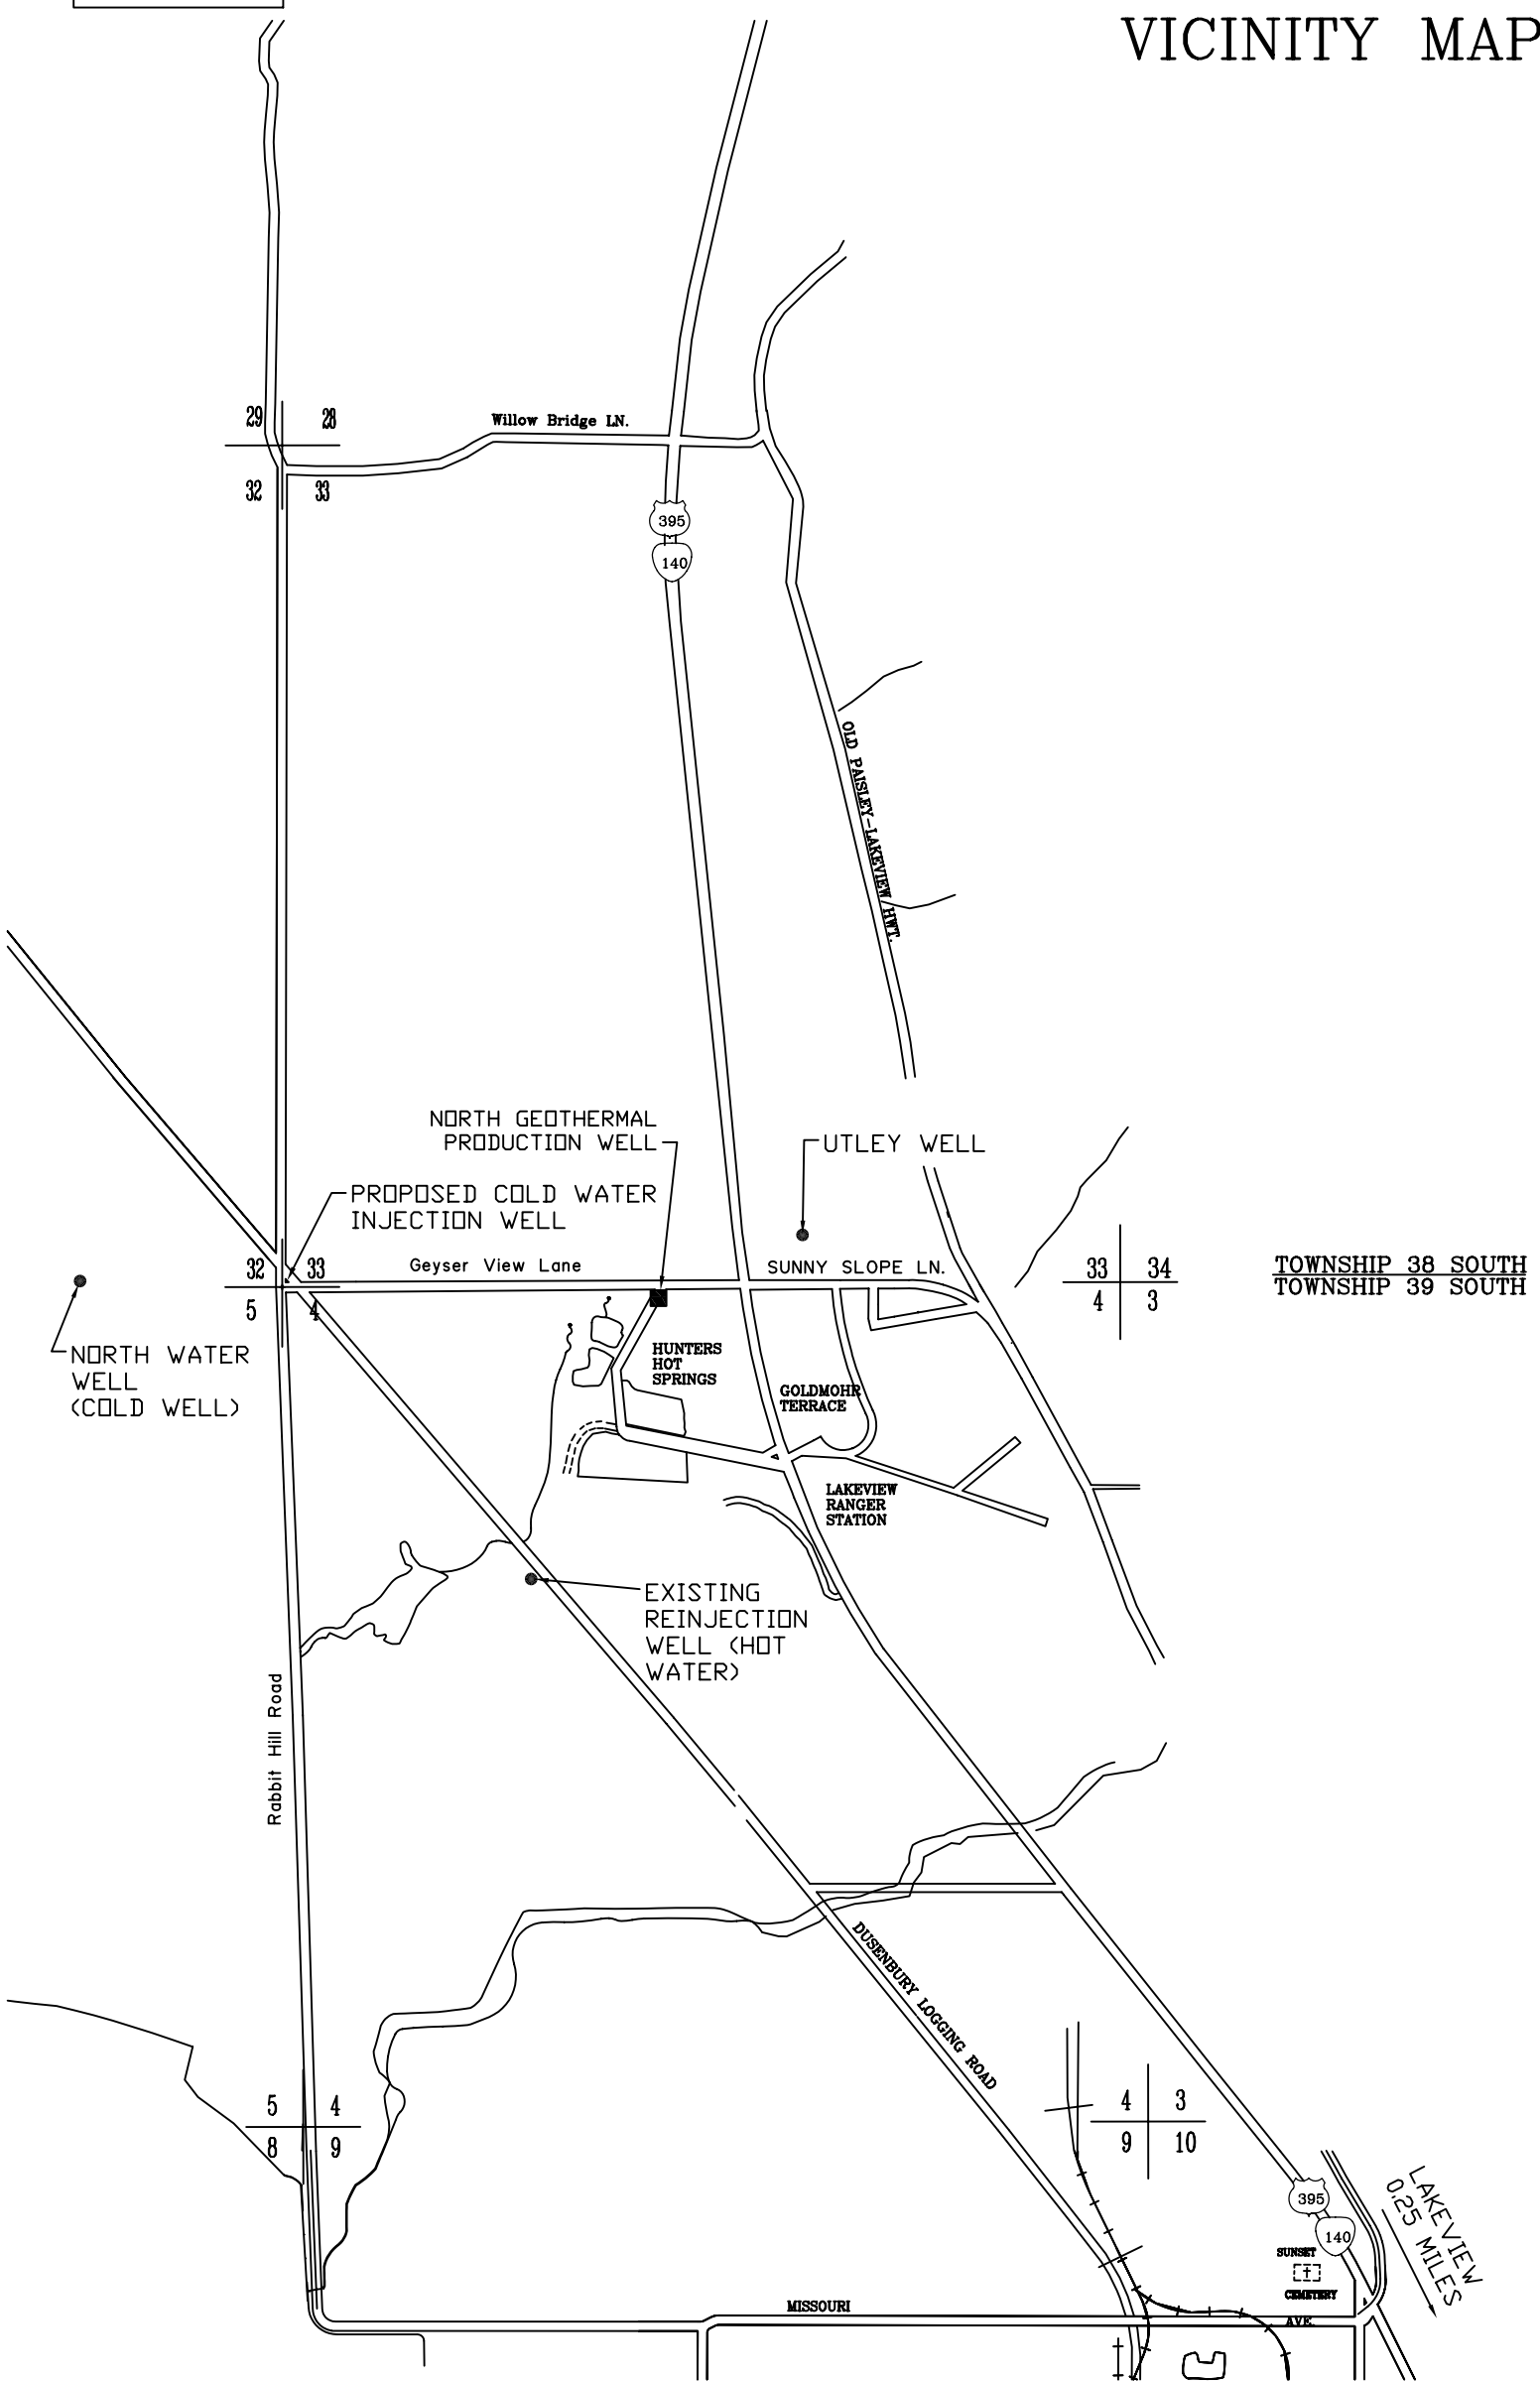 VICINITY MAP
29 28
Willow Bridge LN.
32 33
395
140
OLD PAISLEY-LAKEVIEW HWT.
NORTH GEOTHERMAL
PRODUCTION WELL
UTLEY WELL
PROPOSED COLD WATER
INJECTION WELL
32 33
Geyser View Lane
SUNNY SLOPE LN.
33 34
TOWNSHIP 38 SOUTH
TOWNSHIP 39 SOUTH
5 4
4 3
NORTH WATER
WELL
(COLD WELL)
HUNTERS
HOT
SPRINGS
GOLDMOHR
TERRACE
LAKEVIEW
RANGER
STATION
EXISTING
REINJECTION
WELL (HOT
WATER)
Rabbit Hill Road
DUSENBURY LOGGING ROAD
5 4
8 9
4 3
9 10
395
140
LAKEVIEW
0.25 MILES
SUNSET
CEMETERY
MISSOURI
AVE.